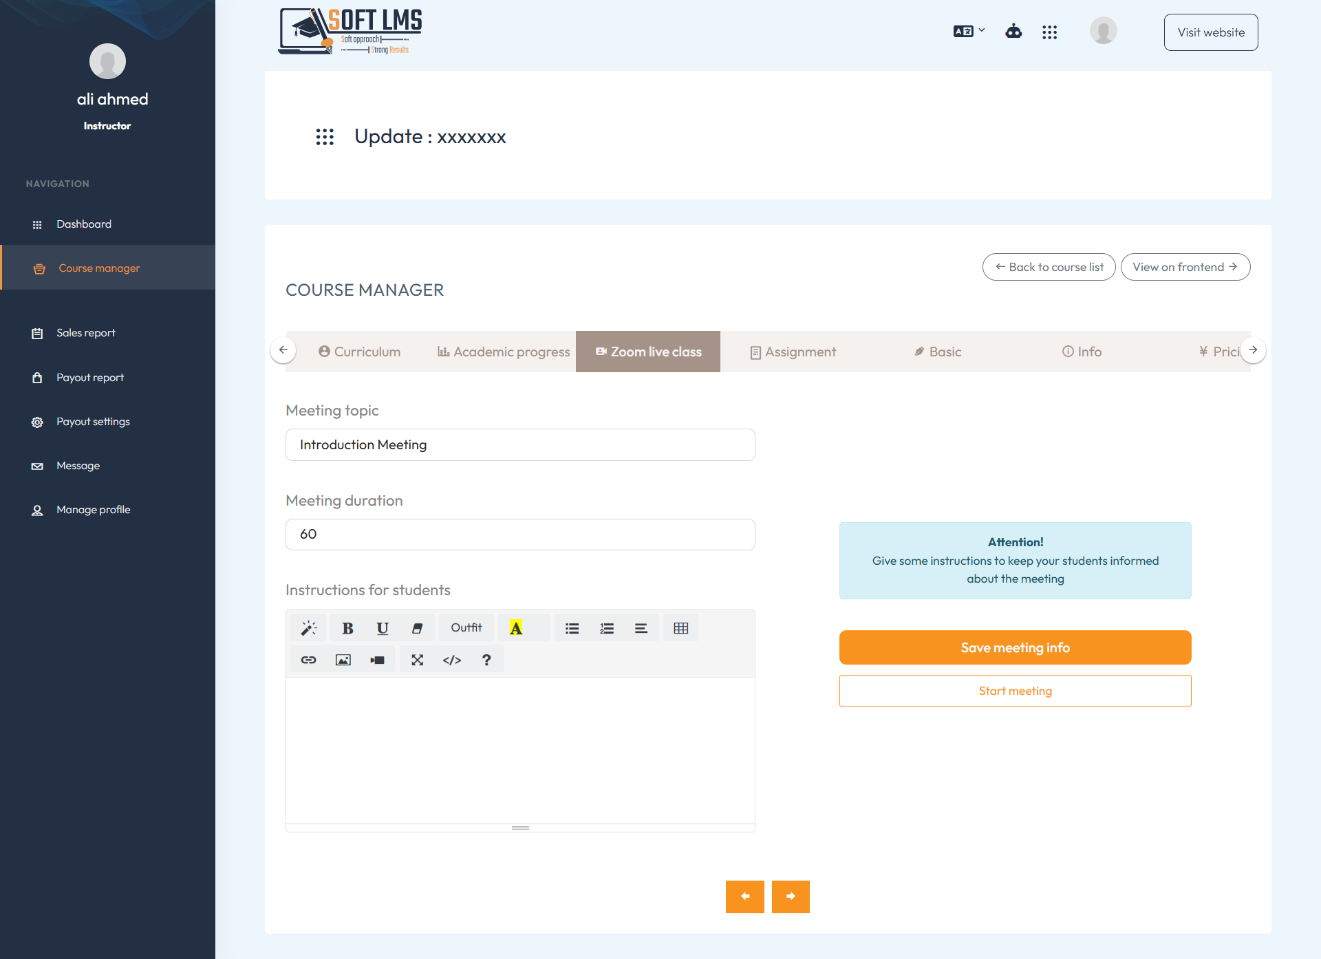 ali ahmed
Instructor
NAVIGATION
Dashboard
Course manager
Sales report
Payout report
Payout settings
Message
Manage profile
SOFT LMS
Soft approach
Strong Results
Visit website
Update : xxxxxxx
Back to course list
View on frontend
COURSE MANAGER
Curriculum
Academic progress
Zoom live class
Assignment
Basic
Info
¥ Prici
Meeting topic
Introduction Meeting
Meeting duration
60
Attention!
Give some instructions to keep your students informed
about the meeting
Instructions for students
B U Outfit A
</> ?
Save meeting info
Start meeting